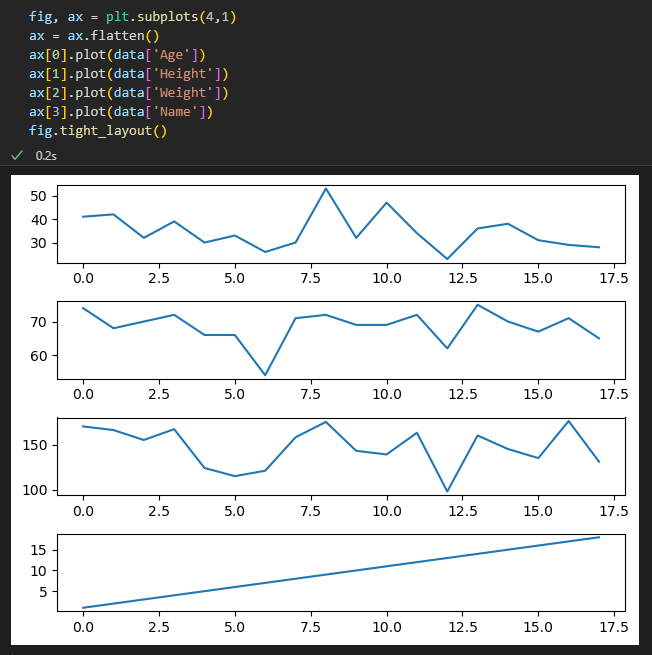 fig, ax = plt.subplots(4,1)
ax = ax.flatten()
ax[0].plot(data['Age'])
ax[1].plot(data['Height'])
ax[2].plot(data['Weight'])
ax[3].plot(data['Name'])
fig.tight_layout()
✓ 0.2s
50
40
30
0.0 2.5 5.0 7.5 10.0 12.5 15.0 17.5
70
60
0.0 2.5 5.0 7.5 10.0 12.5 15.0 17.5
150
100
0.0 2.5 5.0 7.5 10.0 12.5 15.0 17.5
15
10
5
0.0 2.5 5.0 7.5 10.0 12.5 15.0 17.5